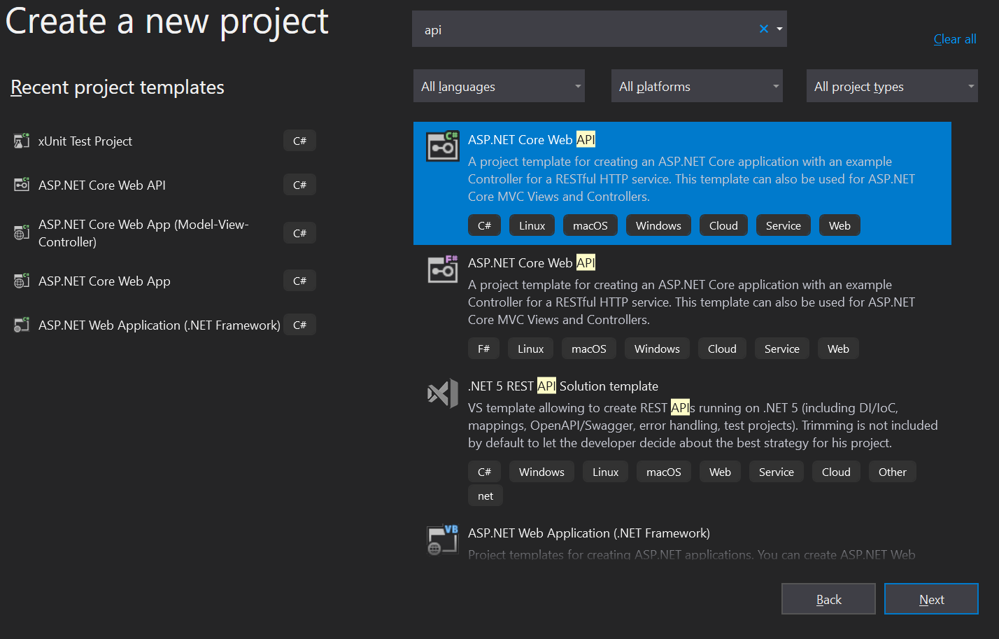 Create a new project
api
Clear all
All languages
All platforms
All project types
Recent project templates
xUnit Test Project
C#
ASP.NET Core Web API
C#
ASP.NET Core Web App (Model-View-
Controller)
C#
ASP.NET Core Web App
C#
ASP.NET Web Application (.NET Framework)
C#
C#
ASP.NET Core Web API
A project template for creating an ASP.NET Core application with an example
Controller for a RESTful HTTP service. This template can also be used for ASP.NET
Core MVC Views and Controllers.
C# Linux macOS Windows Cloud Service Web
F#
ASP.NET Core Web API
A project template for creating an ASP.NET Core application with an example
Controller for a RESTful HTTP service. This template can also be used for ASP.NET
Core MVC Views and Controllers.
F# Linux macOS Windows Cloud Service Web
.NET 5 REST API Solution template
VS template allowing to create REST APIs running on .NET 5 (including DI/IoC,
mappings, OpenAPI/Swagger, error handling, test projects). Trimming is not included
by default to let the developer decide about the best strategy for his project.
C# Windows Linux macOS Web Service Cloud Other
net
VB
ASP.NET Web Application (.NET Framework)
Project templates for creating ASP.NET applications. You can create ASP.NET Web
Back
Next